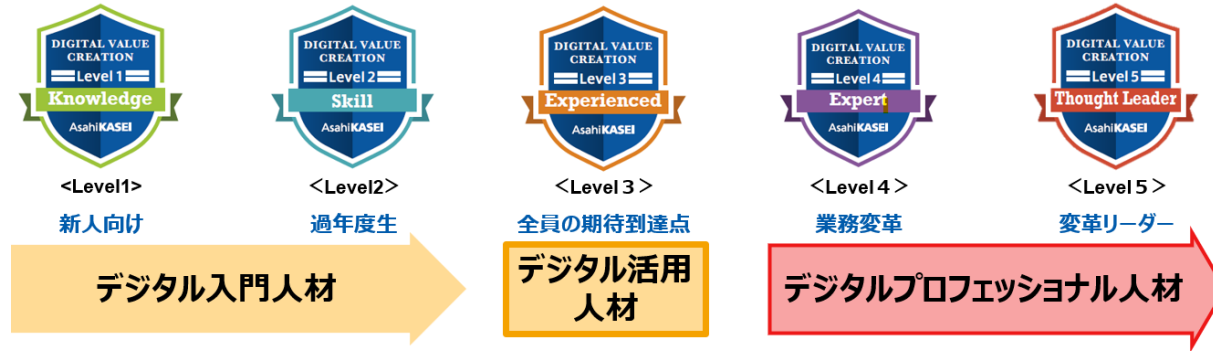 DIGITAL VALUE
CREATION
Level 1
Knowledge
AsahiKASEI
DIGITAL VALUE
CREATION
Level 2
Skill
AsahiKASEI
DIGITAL VALUE
CREATION
Level 3
Experienced
AsahiKASEI
DIGITAL VALUE
CREATION
Level 4
Expert
AsahiKASEI
DIGITAL VALUE
CREATION
Level 5
Thought Leader
AsahiKASEI
<Level1>
＜Level2＞
＜Level３＞
＜Level４＞
＜Level５＞
新人向け
過年度生
全員の期待到達点
業務変革
変革リーダー
デジタル入門人材
デジタル活用
人材
デジタルプロフェッショナル人材